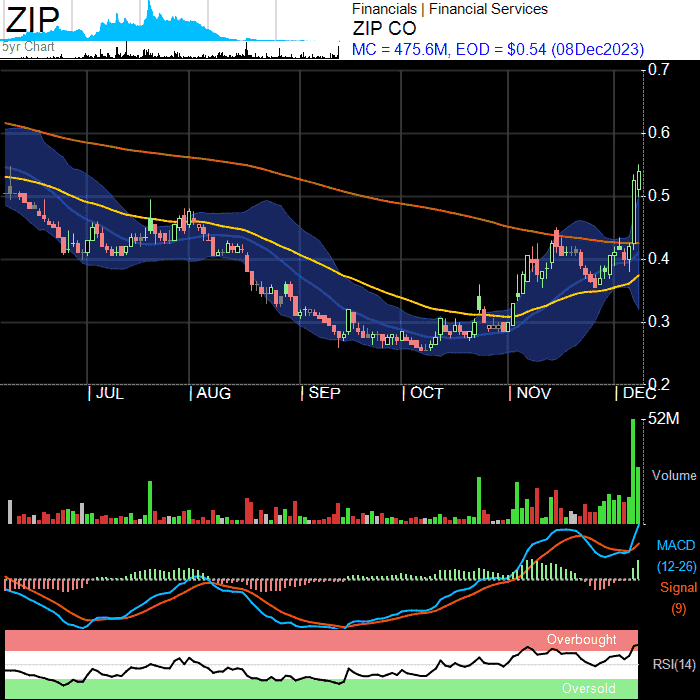 ZIP
5yr Chart
Financials | Financial Services
ZIP CO
MC = 475.6M, EOD = $0.54 (08Dec2023)
0.7
0.6
0.5
0.4
0.3
0.2
| JUL | AUG | SEP | OCT | NOV | DEC
52M
Volume
MACD
(12-26)
Signal
(9)
Overbought
RSI(14)
Oversold